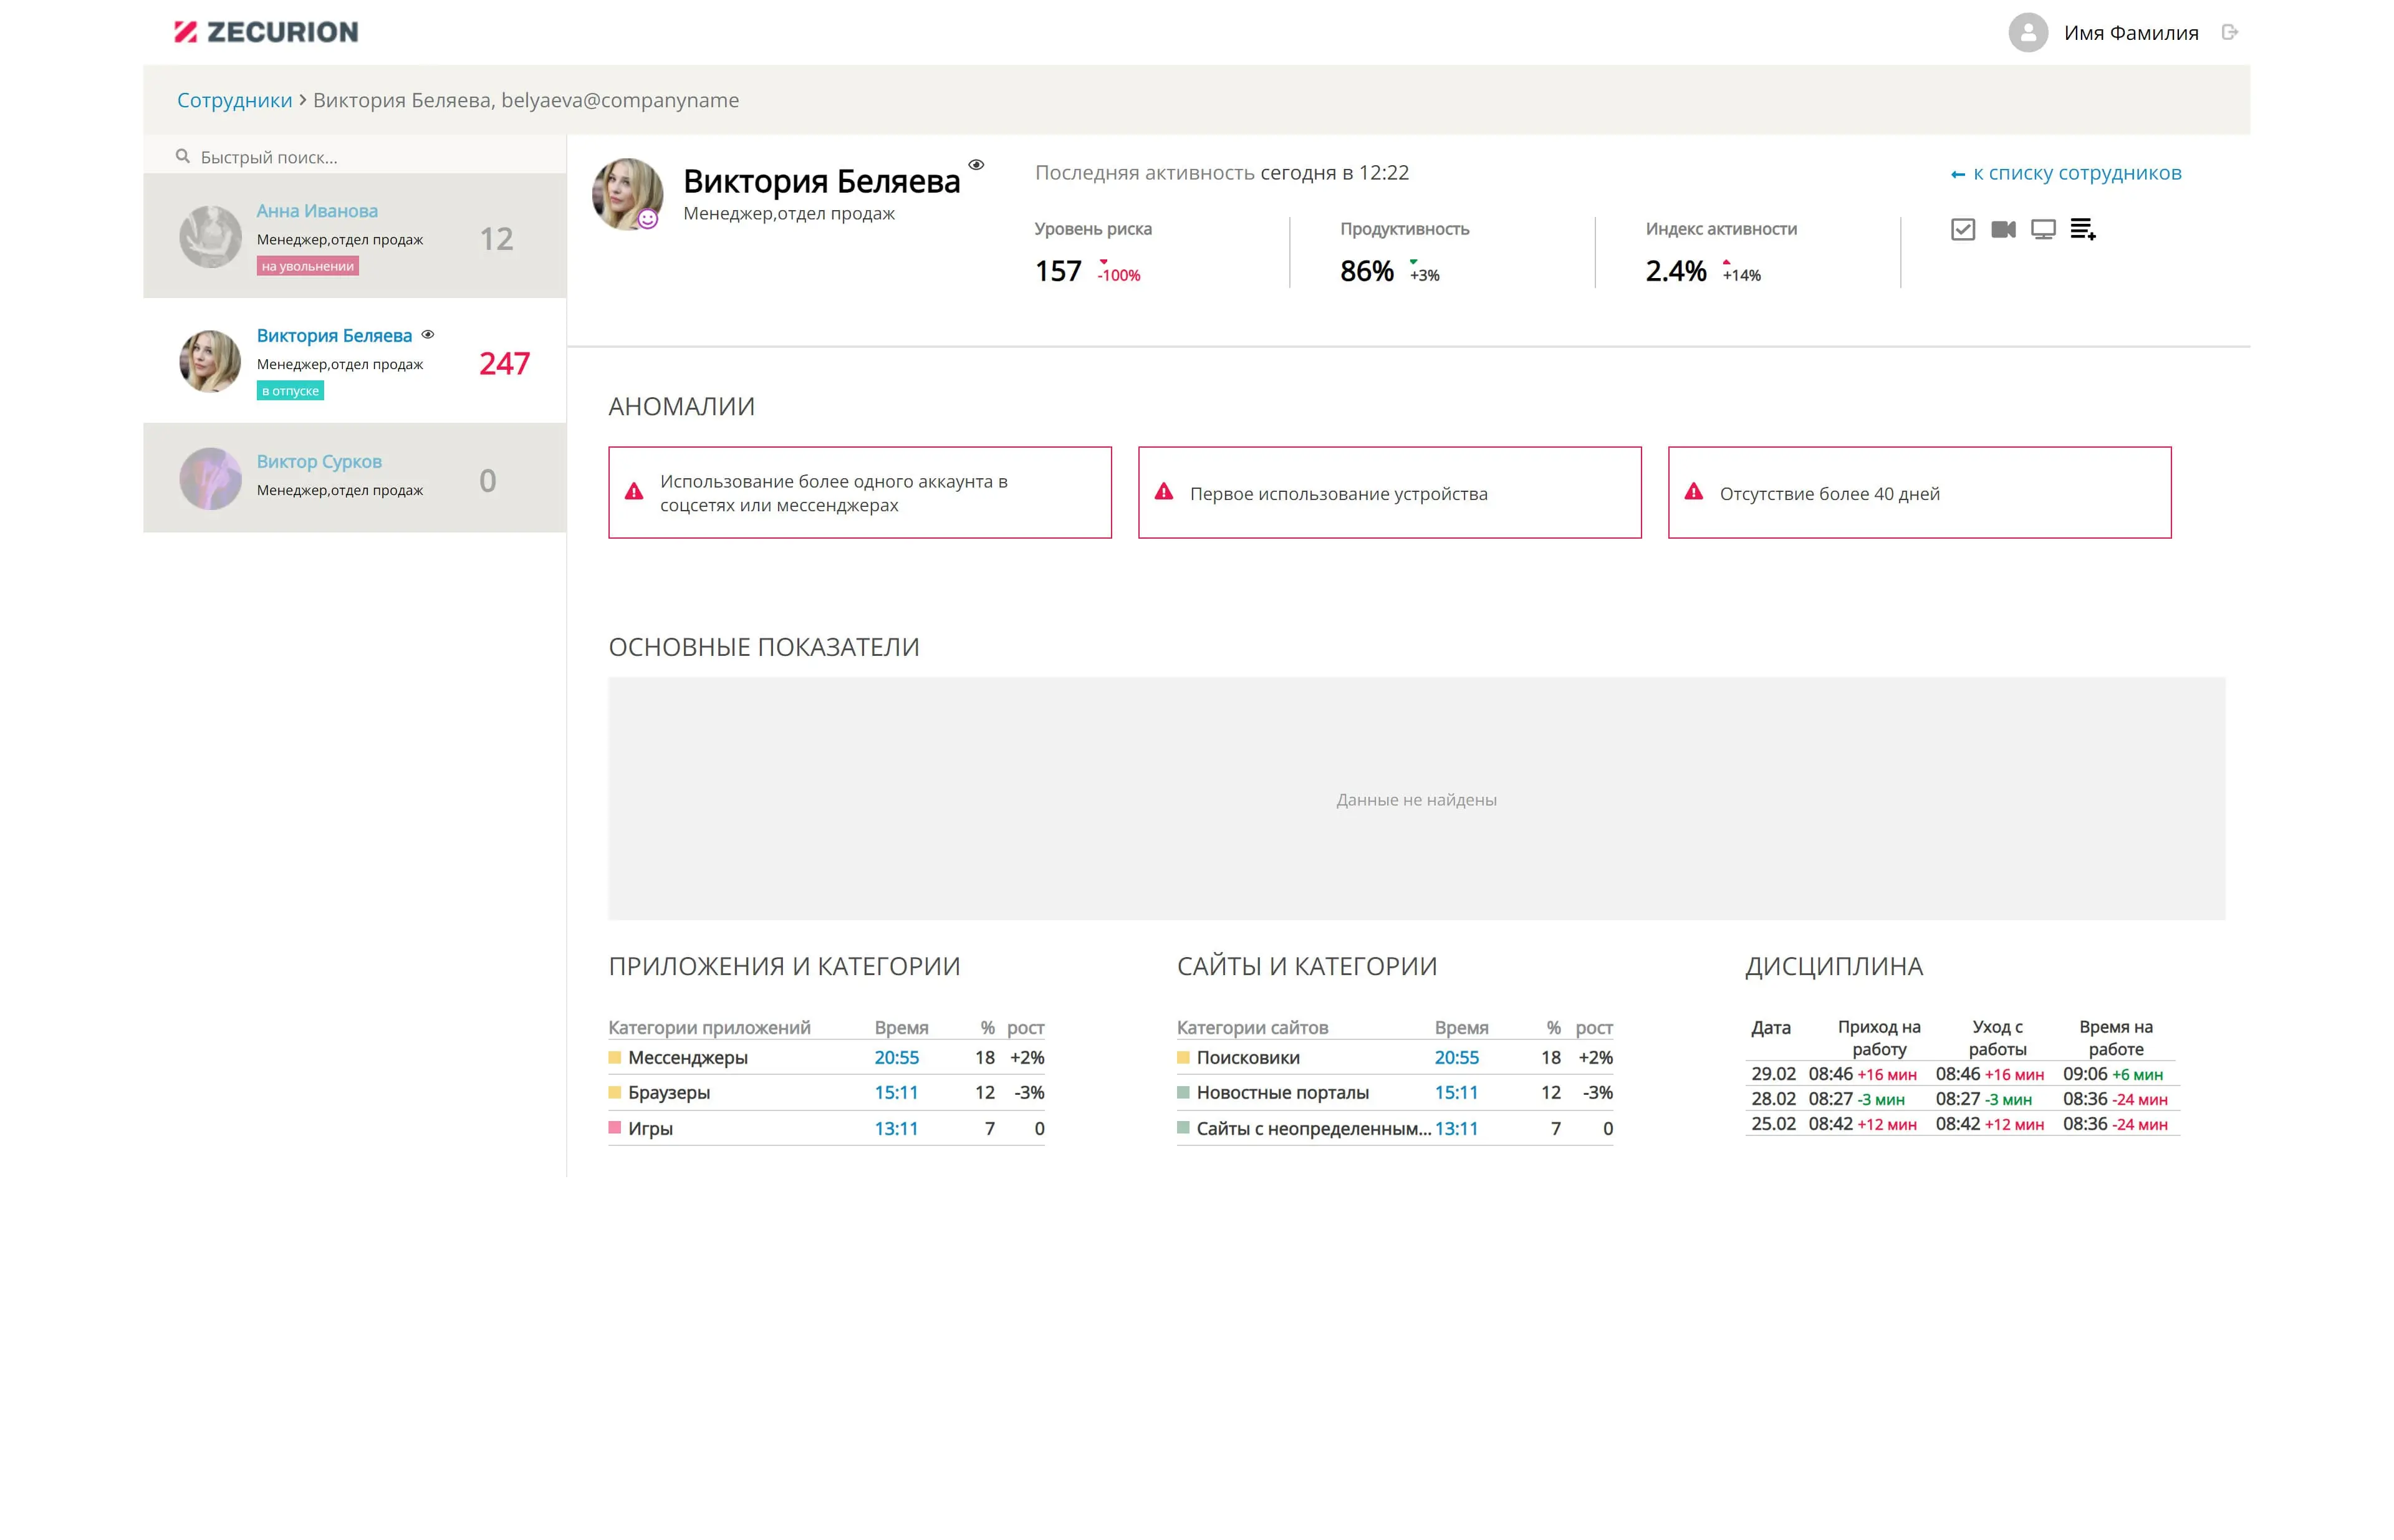 ZECURION
Имя Фамилия
Сотрудники > Виктория Беляева, belyaeva@companyname
Быстрый поиск...
Анна Иванова
Менеджер,отдел продаж
на увольнении
12
Виктория Беляева
Менеджер,отдел продаж
в отпуске
247
Виктор Сурков
Менеджер,отдел продаж
0
Виктория Беляева
Менеджер,отдел продаж
Последняя активность сегодня в 12:22
← к списку сотрудников
Уровень риска
157 -100%
Продуктивность
86% +3%
Индекс активности
2.4% +14%
АНОМАЛИИ
Использование более одного аккаунта в
соцсетях или мессенджерах
Первое использование устройства
Отсутствие более 40 дней
ОСНОВНЫЕ ПОКАЗАТЕЛИ
Данные не найдены
ПРИЛОЖЕНИЯ И КАТЕГОРИИ
Категории приложений Время % рост
Мессенджеры 20:55 18 +2%
Браузеры 15:11 12 -3%
Игры 13:11 7 0
САЙТЫ И КАТЕГОРИИ
Категории сайтов Время % рост
Поисковики 20:55 18 +2%
Новостные порталы 15:11 12 -3%
Сайты с неопределенным... 13:11 7 0
ДИСЦИПЛИНА
Дата Приход на Уход с Время на
работу работы работе
29.02 08:46 +16 мин 08:46 +16 мин 09:06 +6 мин
28.02 08:27 -3 мин 08:27 -3 мин 08:36 -24 мин
25.02 08:42 +12 мин 08:42 +12 мин 08:36 -24 мин